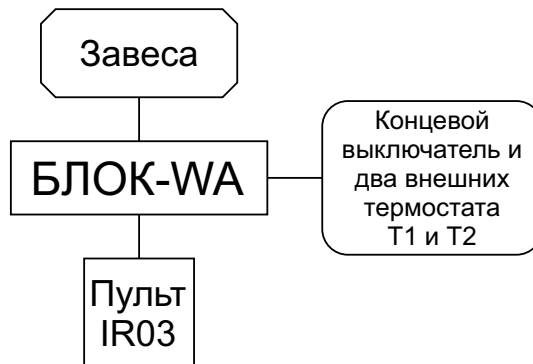 Завеса
БЛОК-WA
Концевой
выключатель и
два внешних
термостата
Т1 и Т2
Пульт
IR03